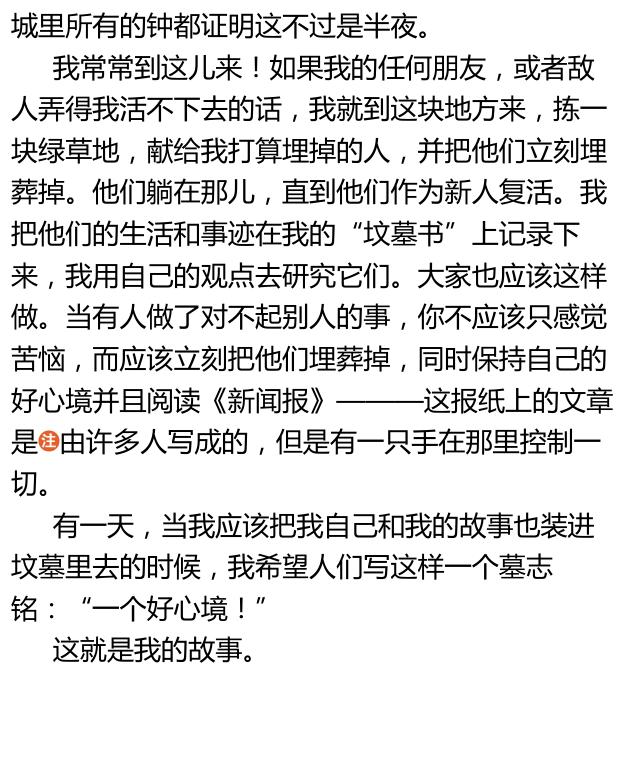 城里所有的钟都证明这不过是半夜。
我常常到这儿来！如果我的任何朋友，或者敌
人弄得我活不下去的话，我就到这块地方来，拣一
块绿草地，献给我打算埋掉的人，并把他们立刻埋
葬掉。他们躺在那儿，直到他们作为新人复活。我
把他们的生活和事迹在我的“坟墓书”上记录下
来，我用自己的观点去研究它们。大家也应该这样
做。当有人做了对不起别人的事，你不应该只感觉
苦恼，而应该立刻把他们埋葬掉，同时保持自己的
好心境并且阅读《新闻报》———这报纸上的文章
是注由许多人写成的，但是有一只手在那里控制一
切。
有一天，当我应该把我自己和我的故事也装进
坟墓里去的时候，我希望人们写这样一个墓志
铭：“一个好心境！”
这就是我的故事。